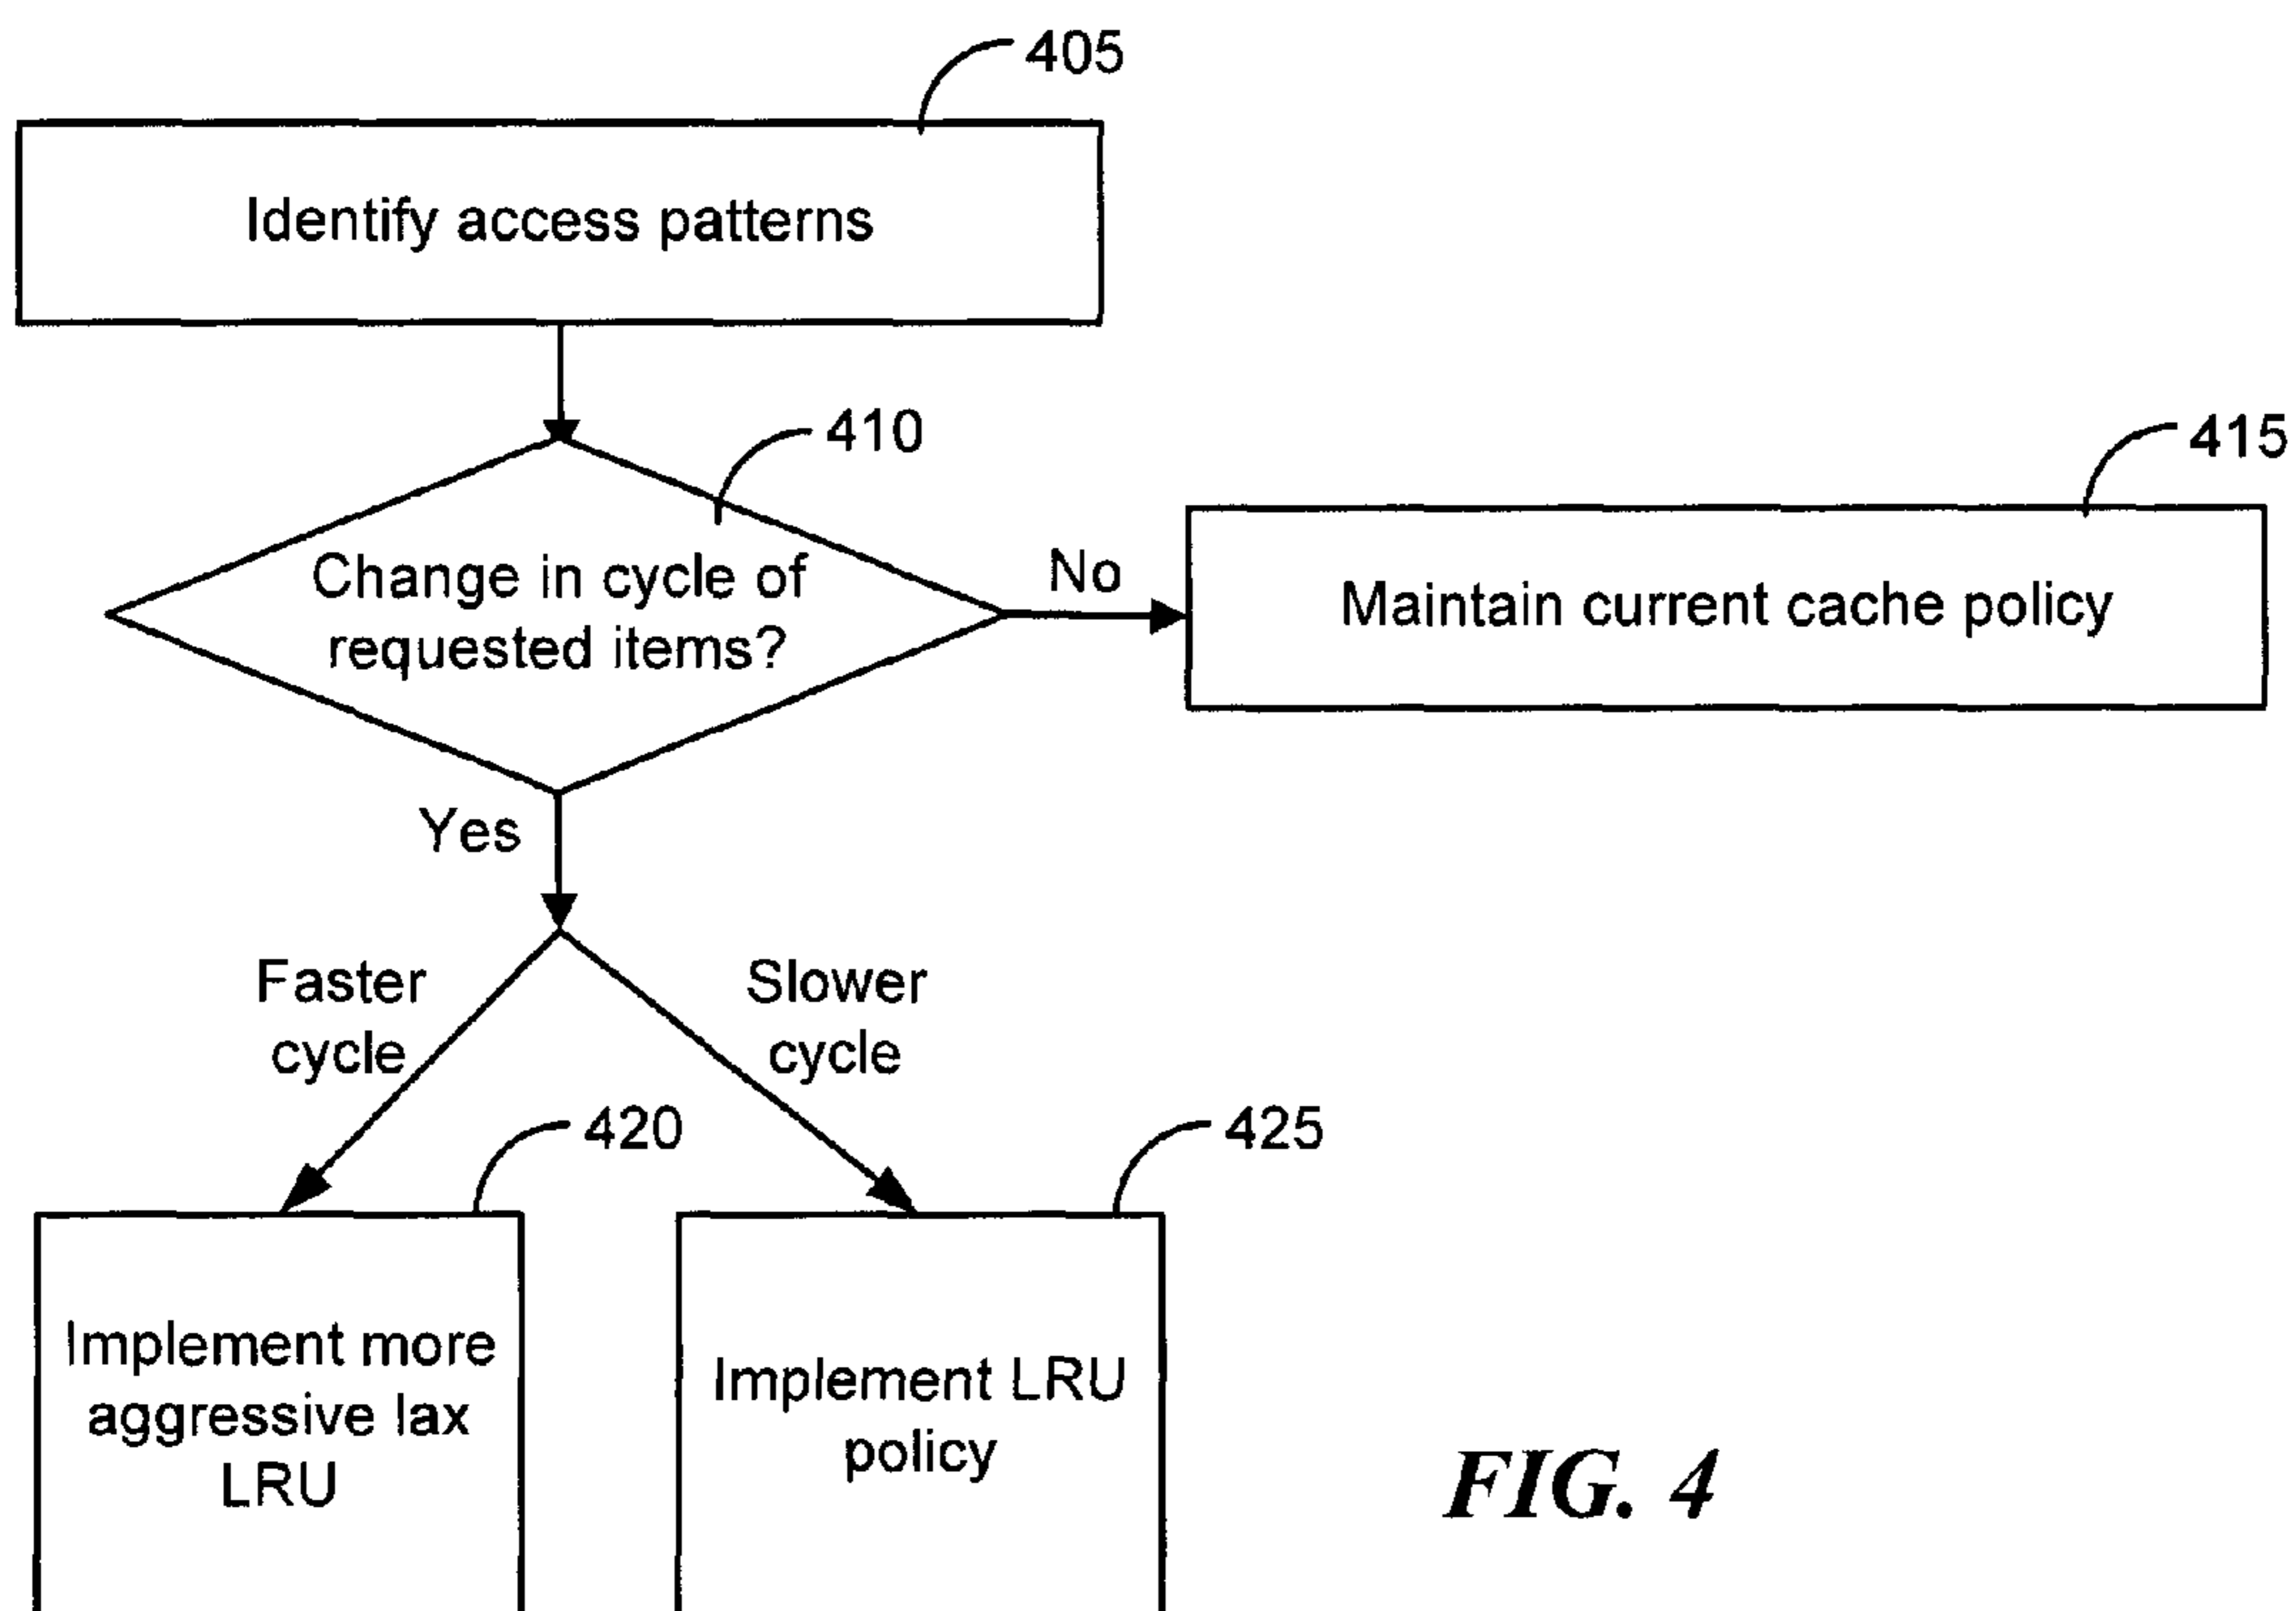 405
Identify access patterns
410
415
Change in cycle of
requested items?
No
Maintain current cache policy
Yes
Faster
cycle
Slower
cycle
420
425
Implement more
aggressive lax
LRU
Implement LRU
policy
FIG. 4